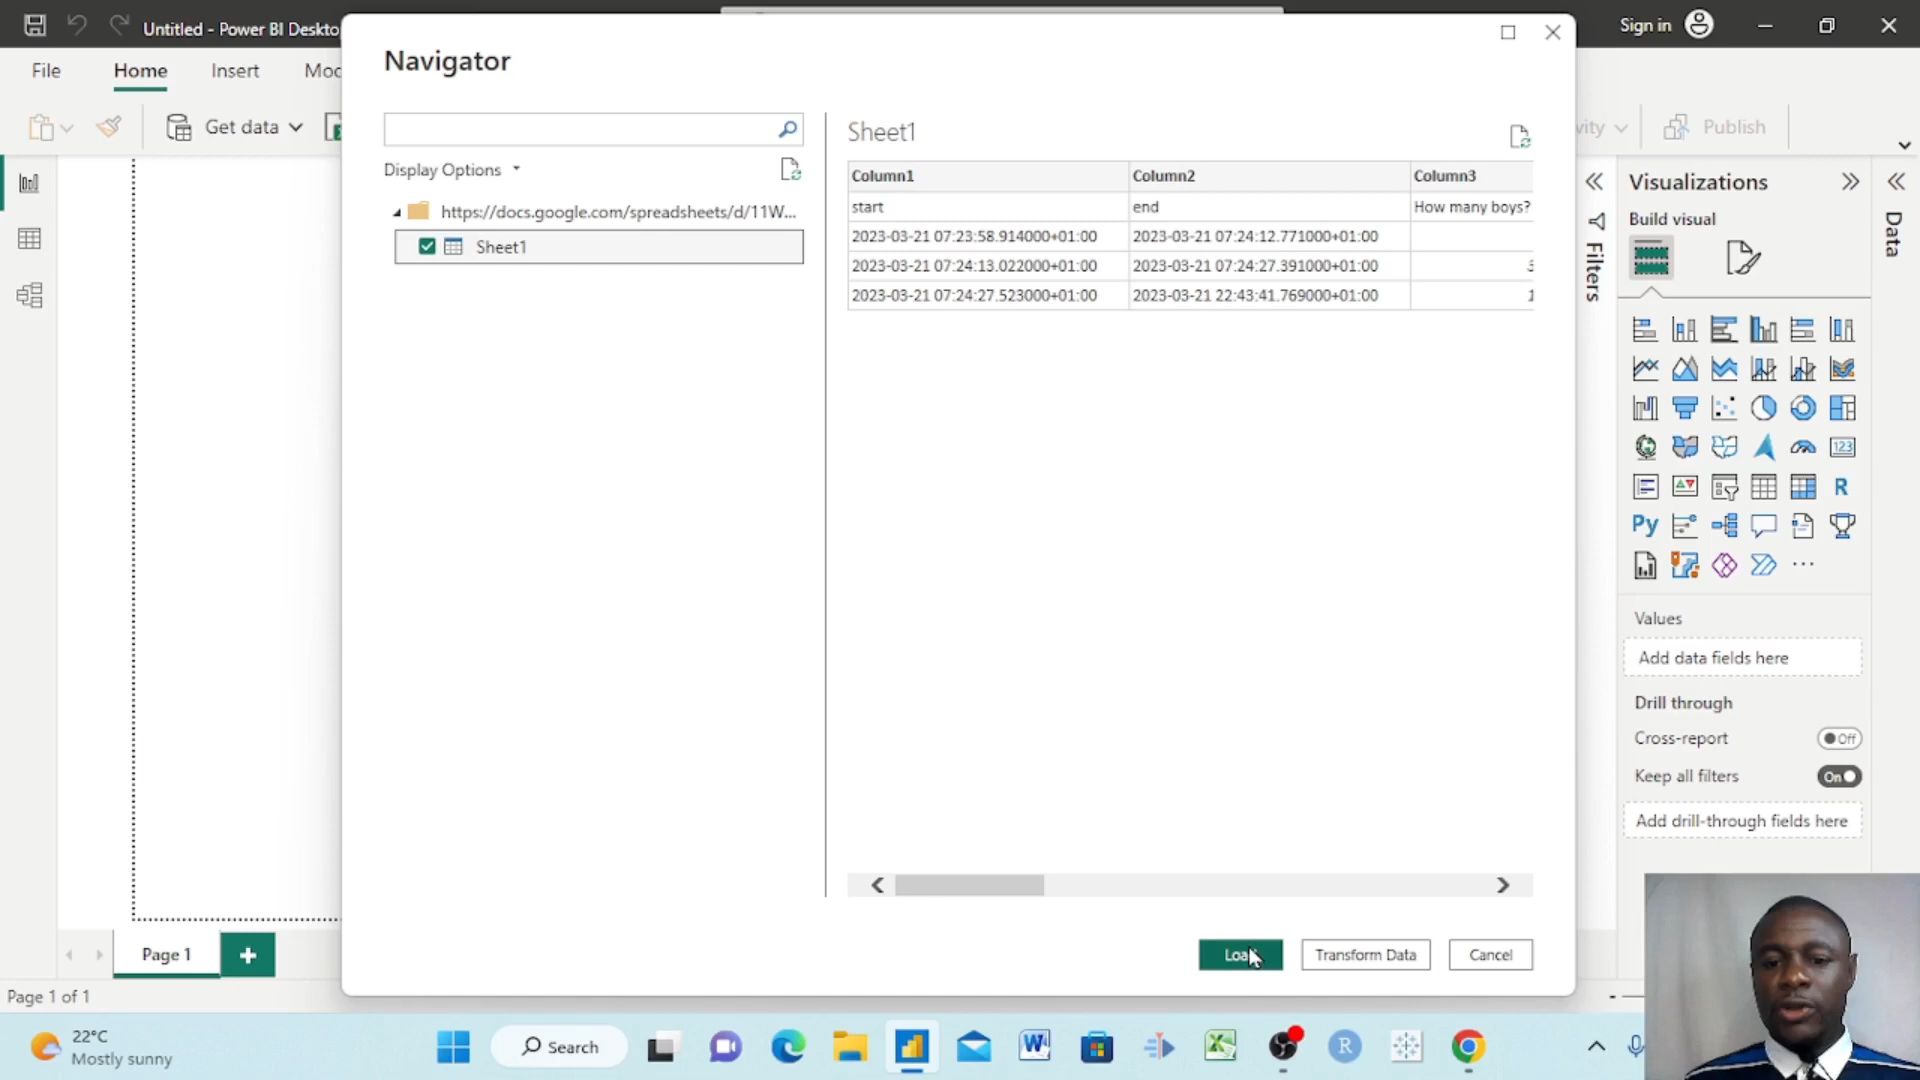 Untitled - Power BI Deskto
Sign in
Navigator
File
Home
Insert
Get data
Publish
Sheet1
Display Options
https://docs.google.com/spreadsheets/d/11W...
Sheet1
Column1 Column2 Column3
start end How many boys?
2023-03-21 07:23:58.914000+01:00 2023-03-21 07:24:12.771000+01:00
2023-03-21 07:24:13.022000+01:00 2023-03-21 07:24:27.391000+01:00
2023-03-21 07:24:27.523000+01:00 2023-03-21 22:43:41.769000+01:00
Filters
Visualizations
Build visual
Data
123
R
Py
Values
Add data fields here
Drill through
Cross-report Off
Keep all filters On
Add drill-through fields here
Load Transform Data Cancel
Page 1
Page 1 of 1
22°C
Mostly sunny
Search